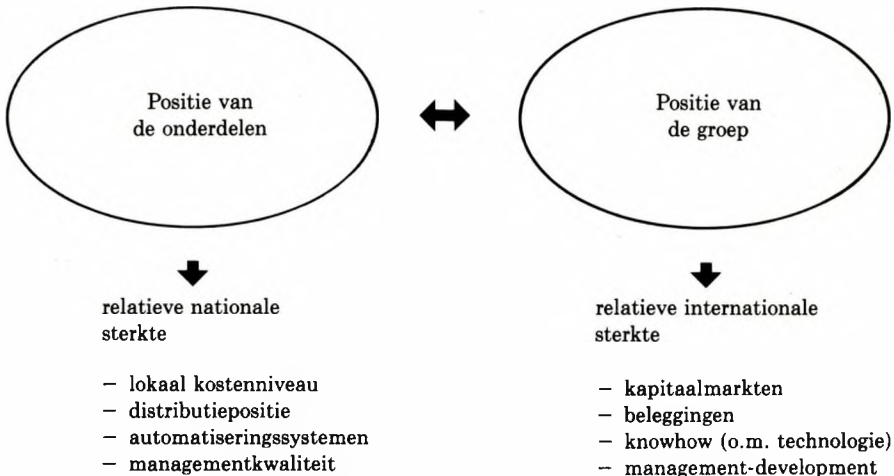 Positie van
de onderdelen
Positie van
de groep
relatieve nationale
sterkte
– lokaal kostenniveau
– distributiepositie
– automatiseringssystemen
– managementkwaliteit
relatieve internationale
sterkte
– kapitaalmarkten
– beleggingen
– knowhow (o.m. technologie)
– management-development